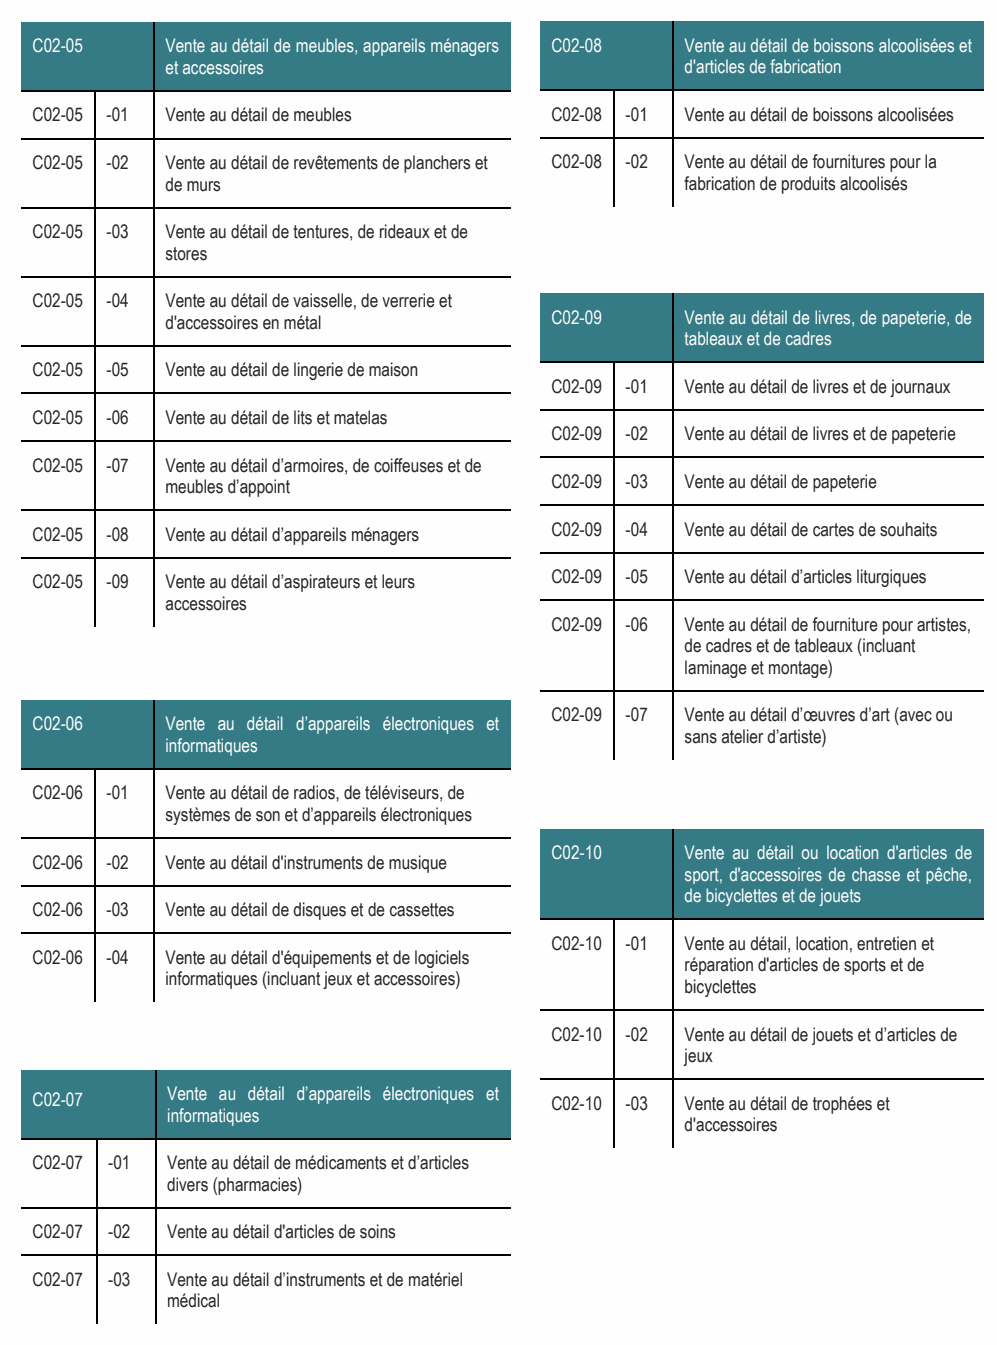 C02-05 Vente au détail de meubles, appareils ménagers
et accessoires
C02-05 -01 Vente au détail de meubles
C02-05 -02 Vente au détail de revêtements de planchers et
de murs
C02-05 -03 Vente au détail de tentures, de rideaux et de
stores
C02-05 -04 Vente au détail de vaisselle, de verrerie et
d'accessoires en métal
C02-05 -05 Vente au détail de lingerie de maison
C02-05 -06 Vente au détail de lits et matelas
C02-05 -07 Vente au détail d’armoires, de coiffeuses et de
meubles d’appoint
C02-05 -08 Vente au détail d’appareils ménagers
C02-05 -09 Vente au détail d’aspirateurs et leurs
accessoires
C02-06 Vente au détail d’appareils électroniques et
informatiques
C02-06 -01 Vente au détail de radios, de téléviseurs, de
systèmes de son et d’appareils électroniques
C02-06 -02 Vente au détail d'instruments de musique
C02-06 -03 Vente au détail de disques et de cassettes
C02-06 -04 Vente au détail d'équipements et de logiciels
informatiques (incluant jeux et accessoires)
C02-07 Vente au détail d’appareils électroniques et
informatiques
C02-07 -01 Vente au détail de médicaments et d’articles
divers (pharmacies)
C02-07 -02 Vente au détail d'articles de soins
C02-07 -03 Vente au détail d’instruments et de matériel
médical
C02-08 Vente au détail de boissons alcoolisées et
d'articles de fabrication
C02-08 -01 Vente au détail de boissons alcoolisées
C02-08 -02 Vente au détail de fournitures pour la
fabrication de produits alcoolisés
C02-09 Vente au détail de livres, de papeterie, de
tableaux et de cadres
C02-09 -01 Vente au détail de livres et de journaux
C02-09 -02 Vente au détail de livres et de papeterie
C02-09 -03 Vente au détail de papeterie
C02-09 -04 Vente au détail de cartes de souhaits
C02-09 -05 Vente au détail d’articles liturgiques
C02-09 -06 Vente au détail de fourniture pour artistes,
de cadres et de tableaux (incluant
laminage et montage)
C02-09 -07 Vente au détail d’œuvres d’art (avec ou
sans atelier d’artiste)
C02-10 Vente au détail ou location d'articles de
sport, d'accessoires de chasse et pêche,
de bicyclettes et de jouets
C02-10 -01 Vente au détail, location, entretien et
réparation d'articles de sports et de
bicyclettes
C02-10 -02 Vente au détail de jouets et d’articles de
jeux
C02-10 -03 Vente au détail de trophées et
d'accessoires